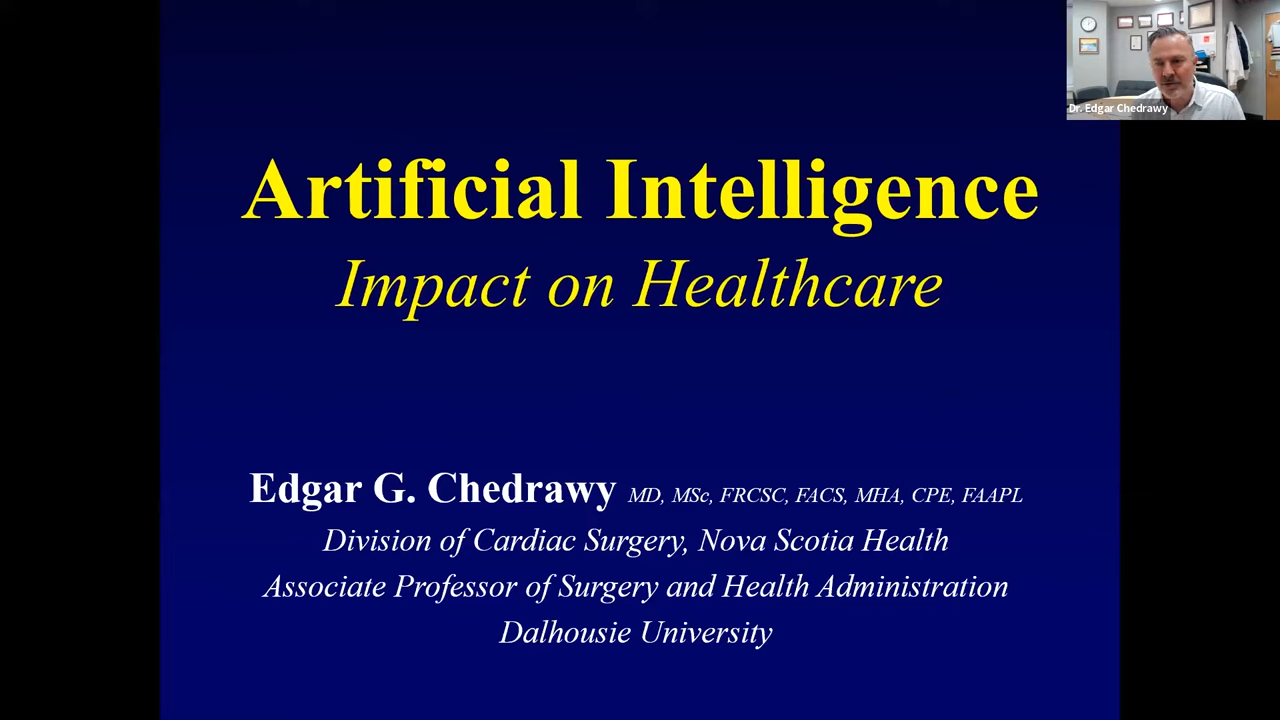 Dr. Edgar Chedrawy
Artificial Intelligence
Impact on Healthcare
Edgar G. Chedrawy MD, MSc, FRCSC, FACS, MHA, CPE, FAAPL
Division of Cardiac Surgery, Nova Scotia Health
Associate Professor of Surgery and Health Administration
Dalhousie University